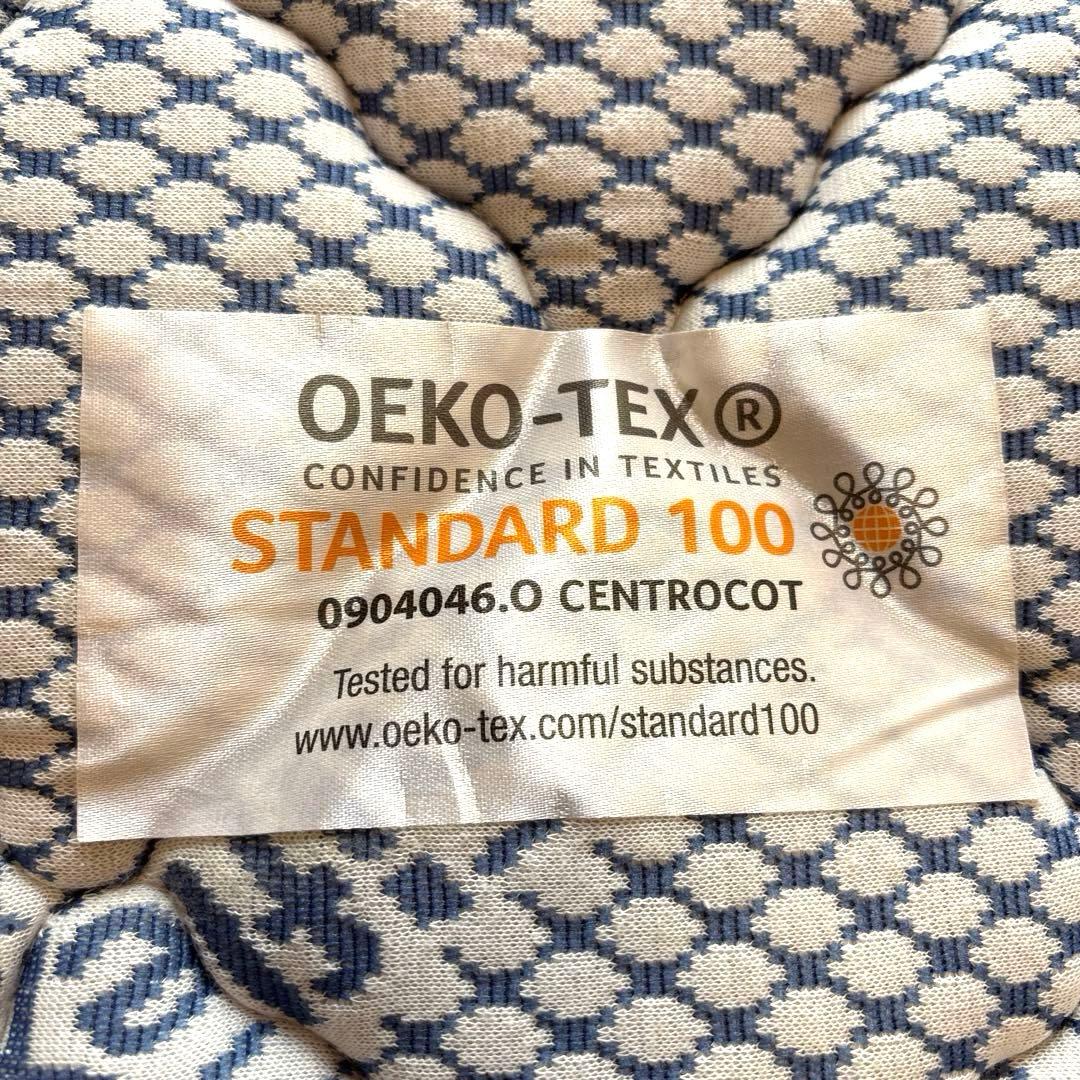 OEKO-TEX®
CONFIDENCE IN TEXTILES
STANDARD 100
0904046.O CENTROCOT
Tested for harmful substances.
www.oeko-tex.com/standard100